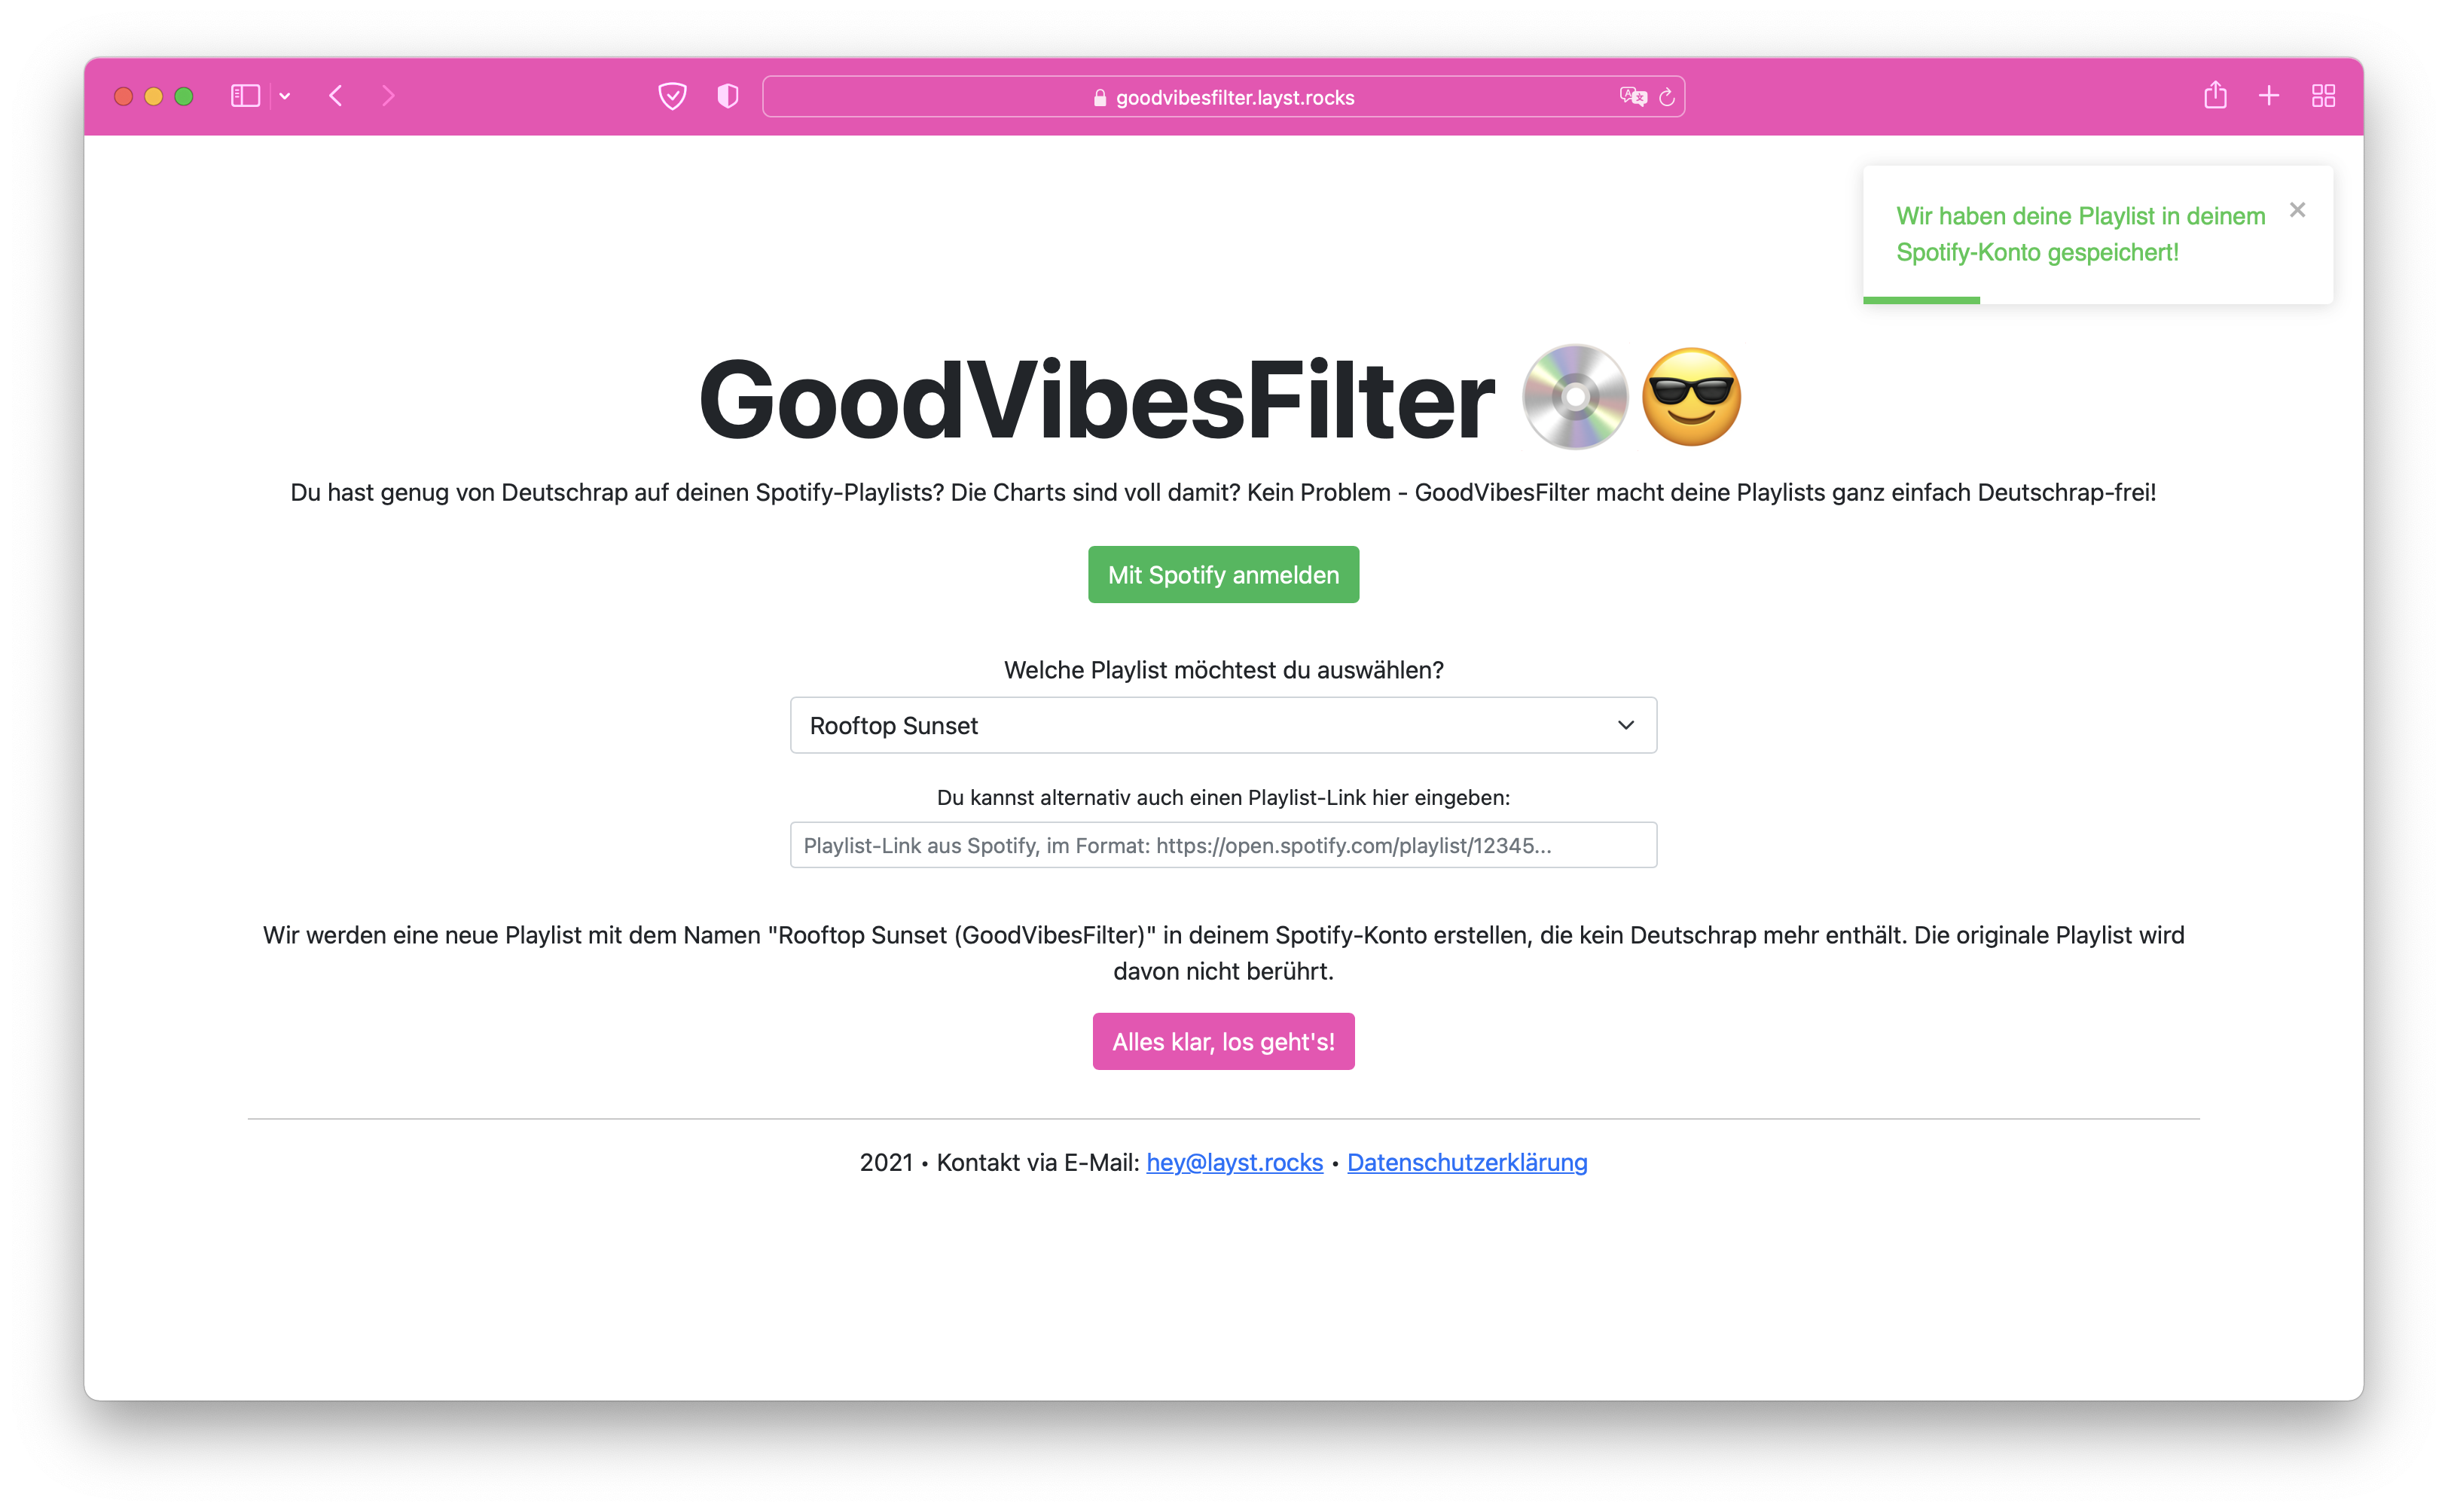 goodvibesfilter.layst.rocks
Wir haben deine Playlist in deinem
Spotify-Konto gespeichert!
GoodVibesFilter
Du hast genug von Deutschrap auf deinen Spotify-Playlists? Die Charts sind voll damit? Kein Problem - GoodVibesFilter macht deine Playlists ganz einfach Deutschrap-frei!
Mit Spotify anmelden
Welche Playlist möchtest du auswählen?
Rooftop Sunset
Du kannst alternativ auch einen Playlist-Link hier eingeben:
Playlist-Link aus Spotify, im Format: https://open.spotify.com/playlist/12345...
Wir werden eine neue Playlist mit dem Namen "Rooftop Sunset (GoodVibesFilter)" in deinem Spotify-Konto erstellen, die kein Deutschrap mehr enthält. Die originale Playlist wird
davon nicht berührt.
Alles klar, los geht's!
2021 • Kontakt via E-Mail: hey@layst.rocks • Datenschutzerklärung